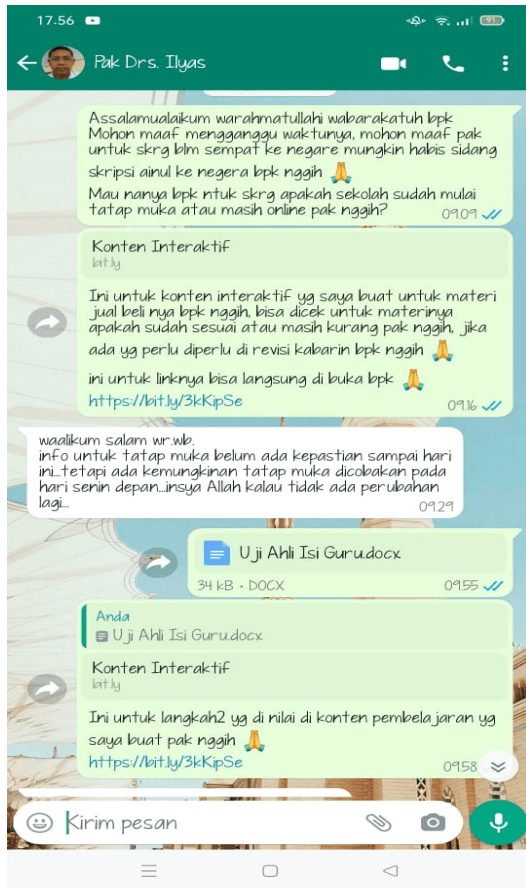 17.56
91
Pak Drs. Ilyas
Assalamualaikum warahmatullahi wabarakatuh bpk
Mohon maaf mengganggu waktunya, mohon maaf pak
untuk skrg blm sempat ke negare mungkin habis sidang
skripsi ainul ke negera bpk nggih 🙏
Mau nanya bpk ntuk skrg apakah sekolah sudah mulai
tatap muka atau masih online pak nggih?
09.09
Konten Interaktif
bit.ly
Ini untuk konten interaktif yg saya buat untuk materi
jual beli nya bpk nggih, bisa dicek untuk materinya
apakah sudah sesuai atau masih kurang pak nggih, jika
ada yg perlu diperlu di revisi kabarin bpk nggih 🙏
ini untuk linknya bisa langsung di buka bpk 🙏
https://bit.ly/3kKipSe
09.16
waalikum salam wr.wb.
info untuk tatap muka belum ada kepastian sampai hari
ini...tetapi ada kemungkinan tatap muka dicobakan pada
hari senin depan...insya Allah kalau tidak ada perubahan
lagi...
09.29
Uji Ahli Isi Guru.docx
34 kB • DOCX
09.55
Anda
Uji Ahli Isi Guru.docx
Konten Interaktif
bit.ly
Ini untuk langkah2 yg di nilai di konten pembelajaran yg
saya buat pak nggih 🙏
https://bit.ly/3kKipSe
09.58
Kirim pesan